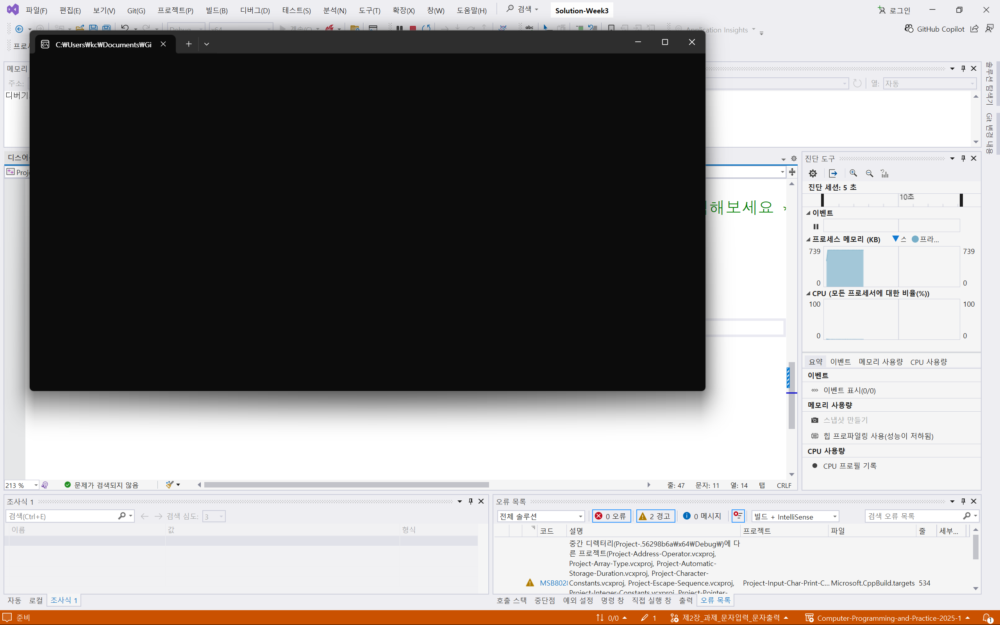 파일(F) 편집(E) 보기(V) Git(G) 프로젝트(P) 빌드(B) 디버그(D) 테스트(S) 분석(N) 도구(T) 확장(X) 창(W) 도움말(H) 검색 Solution-Week3 로그인
Application Insights GitHub Copilot
C:₩Users₩kc₩Documents₩Gi
메모리
주소: 열: 자동
디버기
솔루션 탐색기
Git 변경 내용
진단 도구
진단 세션: 5 초
10초
해보세요 *
이벤트
프로세스 메모리 (KB) 스 프라...
739 739
0 0
CPU (모든 프로세서에 대한 비율(%))
100 100
0 0
요약 이벤트 메모리 사용량 CPU 사용량
이벤트
이벤트 표시(0/0)
메모리 사용량
스냅샷 만들기
힙 프로파일링 사용(성능이 저하됨)
CPU 사용량
CPU 프로필 기록
213 % 문제가 검색되지 않음 줄: 47 문자: 11 열: 14 탭 CRLF
조사식 1
검색(Ctrl+E) 검색 심도: 3
이름 값 형식
자동 로컬 조사식 1
오류 목록
전체 솔루션 0 오류 2 경고 0 메시지 빌드 + IntelliSense 검색 오류 목록
코드 설명 프로젝트 파일 줄 세부...
중간 디렉터리(Project-.56298b6a₩x64₩Debug₩)에 다
른 프로젝트(Project-Address-Operator.vcxproj,
Project-Array-Type.vcxproj, Project-Automatic-
Storage-Duration.vcxproj, Project-Character-
MSB802 Constants.vcxproj, Project-Escape-Sequence.vcxproj, Project-Input-Char-Print-C... Microsoft.CppBuild.targets 534
Project-Integer-Constants.vcxproj, Project-Pointer-
호출 스택 중단점 예외 설정 명령 창 직접 실행 창 출력 오류 목록
준비 0/0 1 제2장_과제_문자입력_문자출력 Computer-Programming-and-Practice-2025-1 1